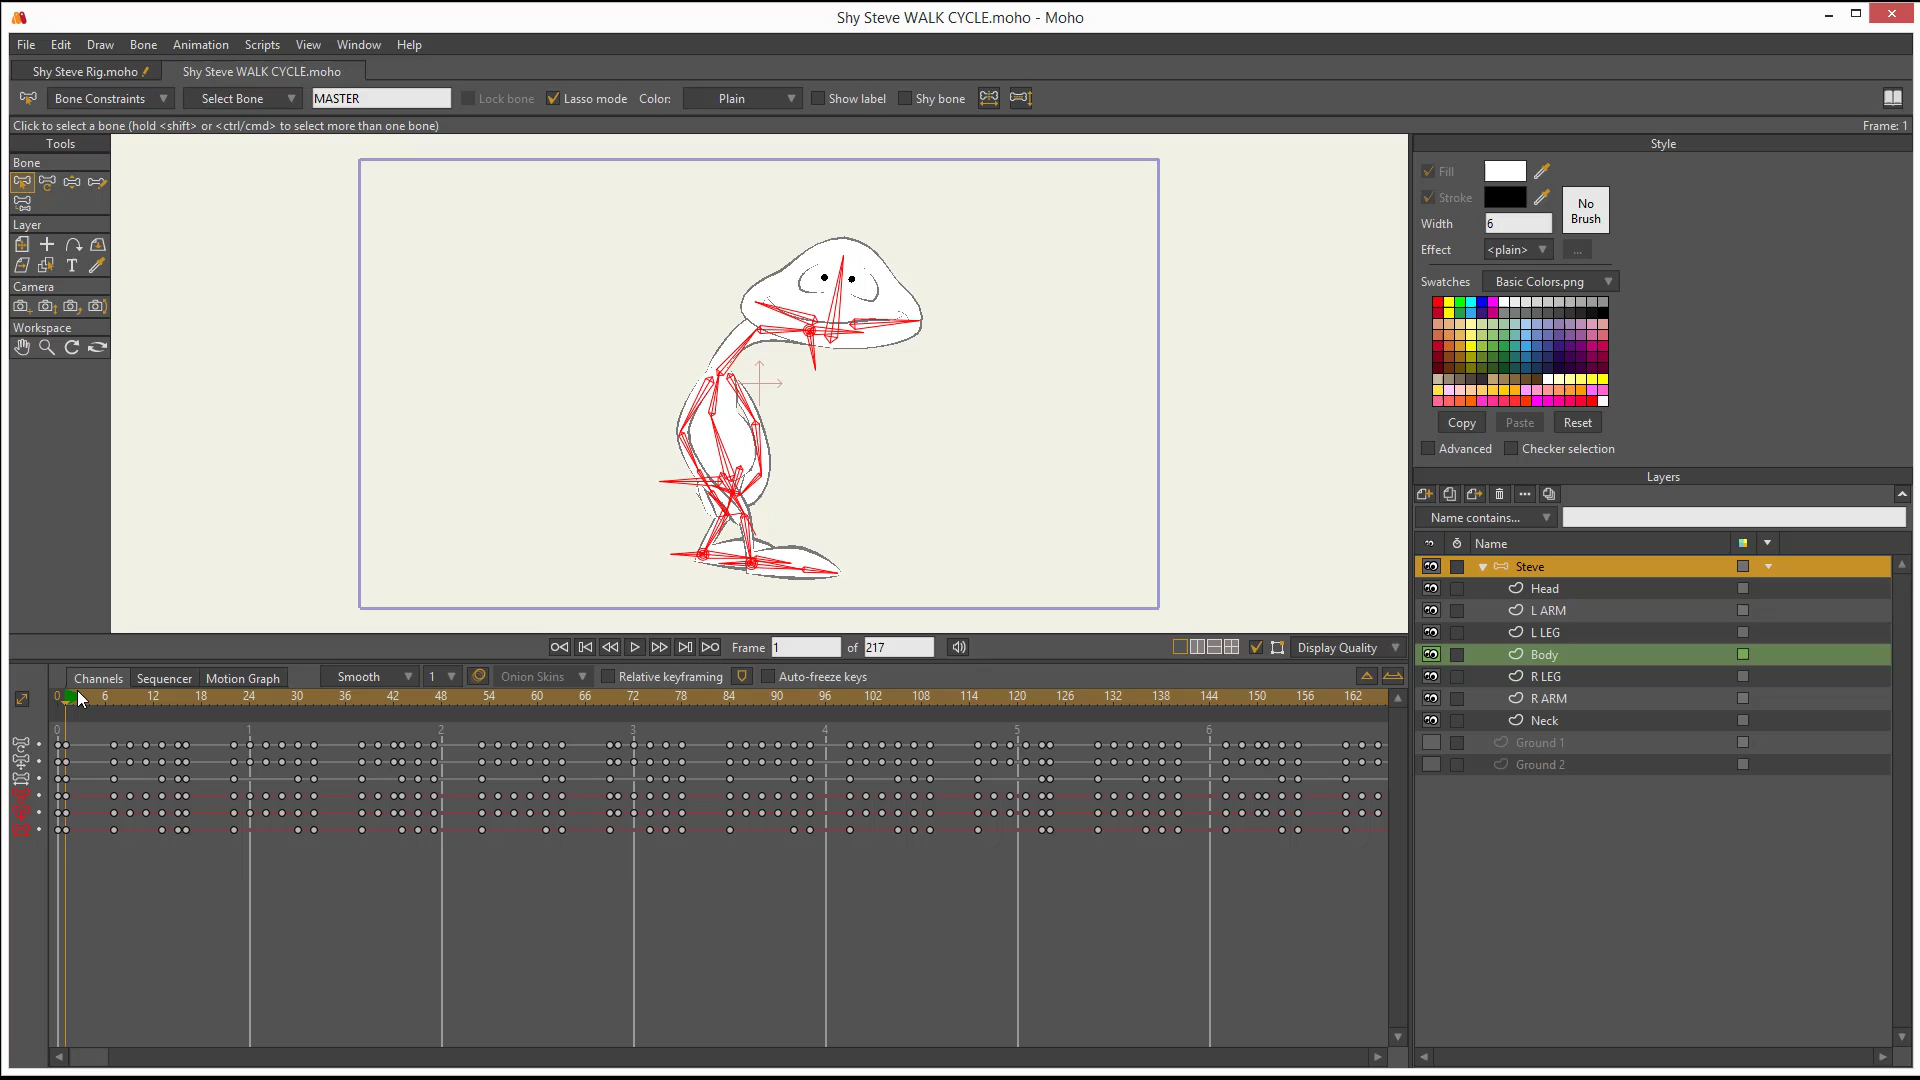 Shy Steve WALK CYCLE.moho - Moho
File Edit Draw Bone Animation Scripts View Window Help
Shy Steve Rig.moho Shy Steve WALK CYCLE.moho
Bone Constraints Select Bone MASTER Lock bone Lasso mode Color: Plain Show label Shy bone
Click to select a bone (hold <shift> or <ctrl/cmd> to select more than one bone) Frame: 1
Tools
Bone
Layer
T
Camera
Workspace
Style
Fill
Stroke
No
Brush
Width 6
Effect <plain> ...
Swatches Basic Colors.png
Copy Paste Reset
Advanced Checker selection
Layers
Name contains...
Name
Steve
Head
L ARM
L LEG
Body
R LEG
R ARM
Neck
Ground 1
Ground 2
Frame 1 of 217 Display Quality
Channels Sequencer Motion Graph Smooth 1 Onion Skins Relative keyframing Auto-freeze keys
0 6 12 18 24 30 36 42 48 54 60 66 72 78 84 90 96 102 108 114 120 126 132 138 144 150 156 162
0 1 2 3 4 5 6